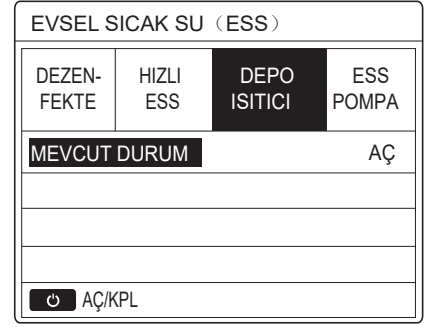 EVSEL SICAK SU（ESS）
DEZEN-
FEKTE
HIZLI
ESS
DEPO
ISITICI
ESS
POMPA
MEVCUT DURUM AÇ
AÇ/KPL